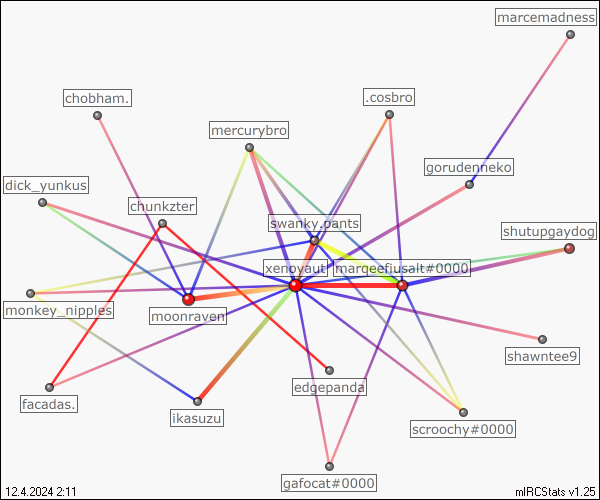 marcemadness
chobham.
.cosbro
mercurybro
gorudenneko
dick_yunkus
chunkzter
swanky.pants
shutupgaydog
xenoyaut
marqeefiusalt#0000
monkey_nipples
moonraven
shawntee9
edgepanda
facadas.
ikasuzu
scroochy#0000
gafocat#0000
12.4.2024 2:11
mIRCStats v1.25